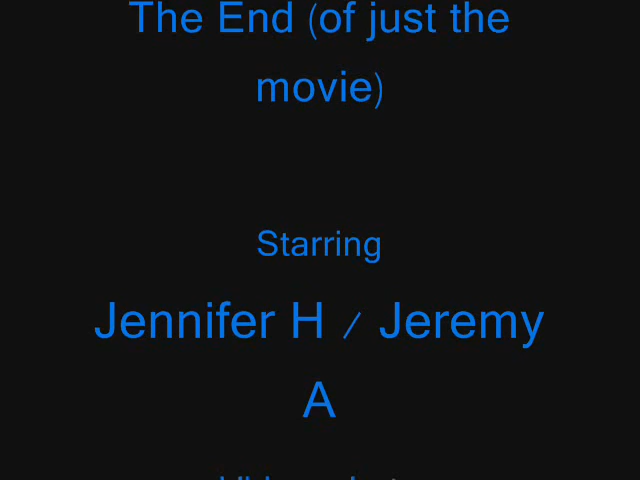 The End (of just the
movie)
Starring
Jennifer H / Jeremy
A